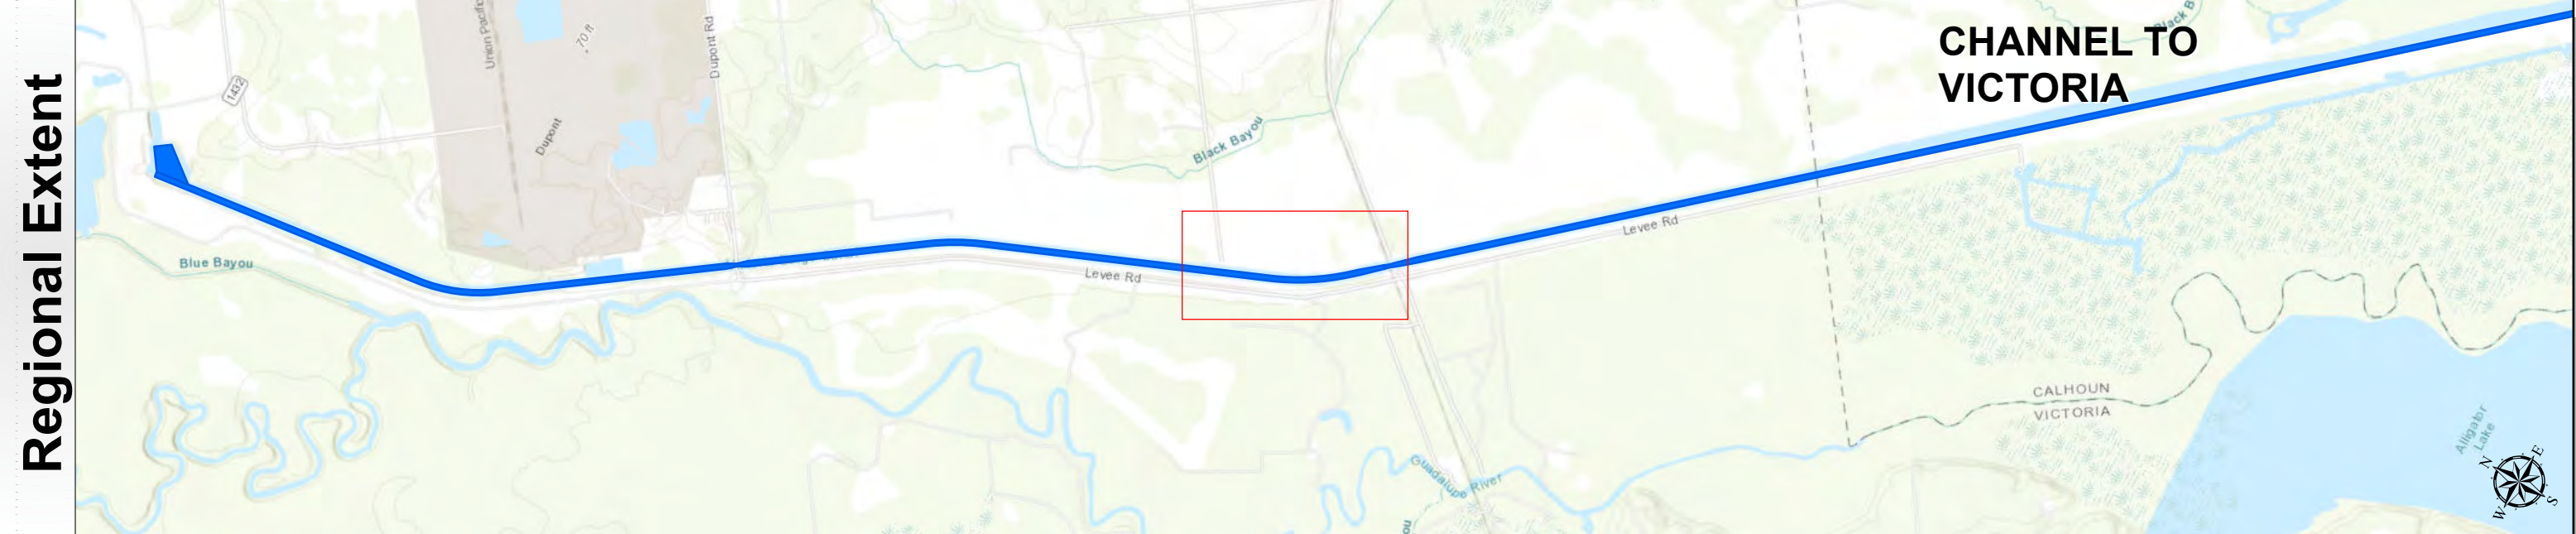 Regional Extent
Union Pacific
70 ft
Dupont Rd
1432
Dupont
Black Bayou
CHANNEL TO
VICTORIA
Levee Rd
Blue Bayou
Levee Rd
CALHOUN
VICTORIA
Guadalupe River
Alligator
Lake
N
E
S
W